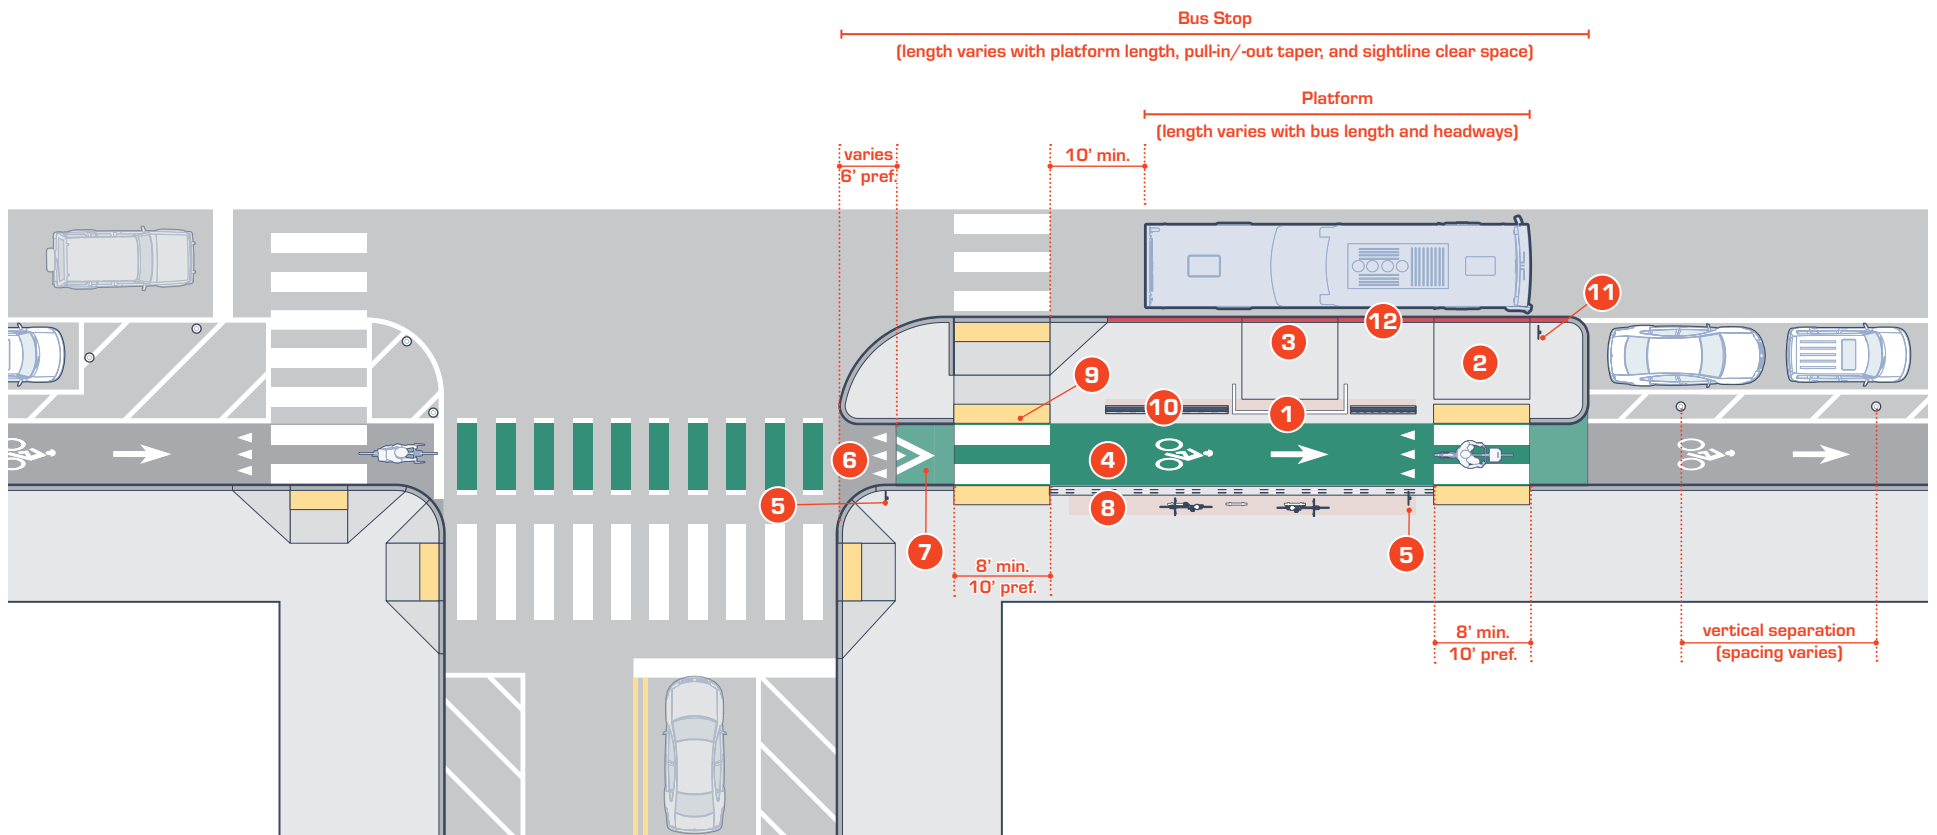 Bus Stop
(length varies with platform length, pull-in/-out taper, and sightline clear space)
Platform
(length varies with bus length and headways)
varies
6' pref.
10' min.
11
12
3
2
9
10
1
4
6
5
8
7
5
8' min.
10' pref.
8' min.
10' pref.
vertical separation
(spacing varies)